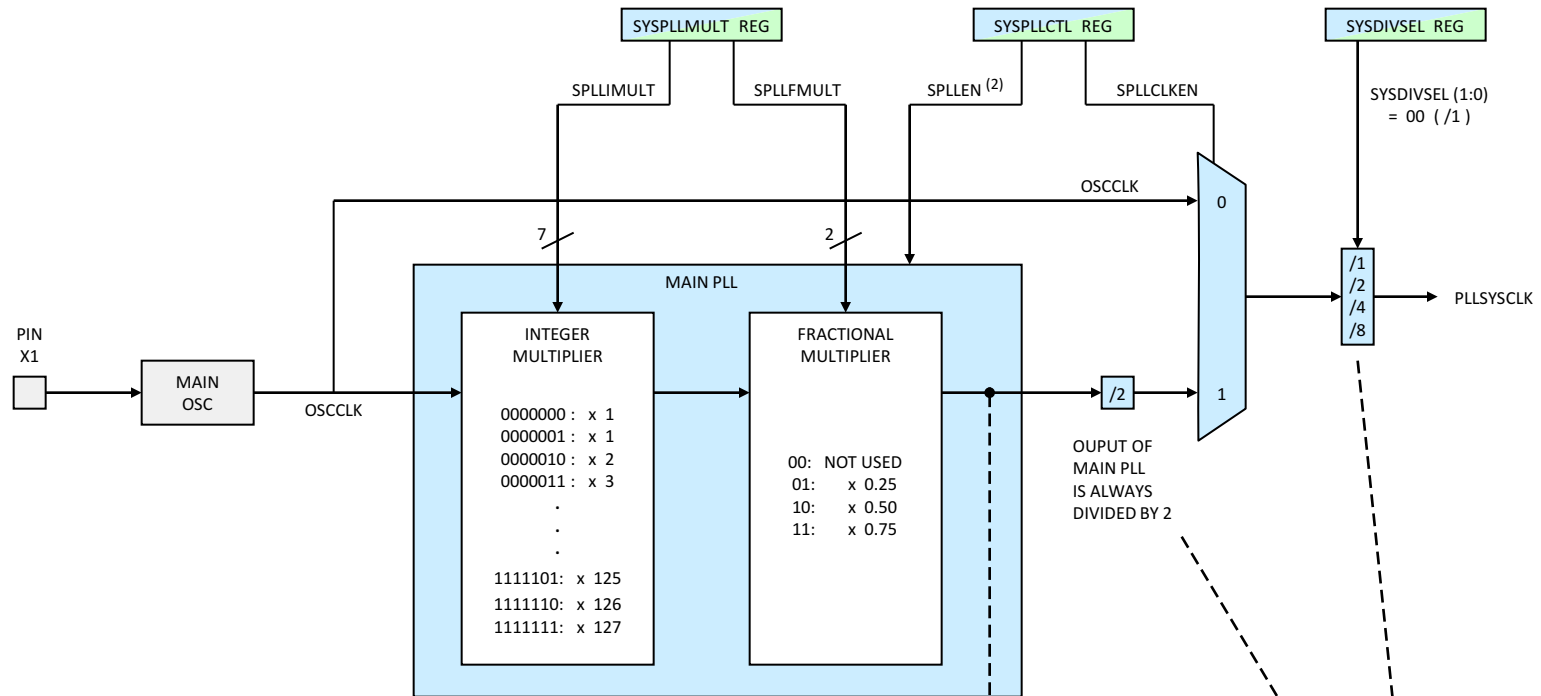 SYSPLLMULT REG
SYSPLLCTL REG
SYSDIVSEL REG
SPLLIMULT
SPLLFMULT
SPLLEN (2)
SPLLCLKEN
SYSDIVSEL (1:0)
= 00 ( /1 )
OSCCLK
0
7
2
MAIN PLL
/1
/2
/4
/8
PLLSYSCLK
PIN
X1
MAIN
OSC
OSCCLK
INTEGER
MULTIPLIER
0000000 : x 1
0000001 : x 1
0000010 : x 2
0000011 : x 3
.
.
.
1111101: x 125
1111110: x 126
1111111: x 127
FRACTIONAL
MULTIPLIER
00: NOT USED
01: x 0.25
10: x 0.50
11: x 0.75
/2
1
OUPUT OF
MAIN PLL
IS ALWAYS
DIVIDED BY 2